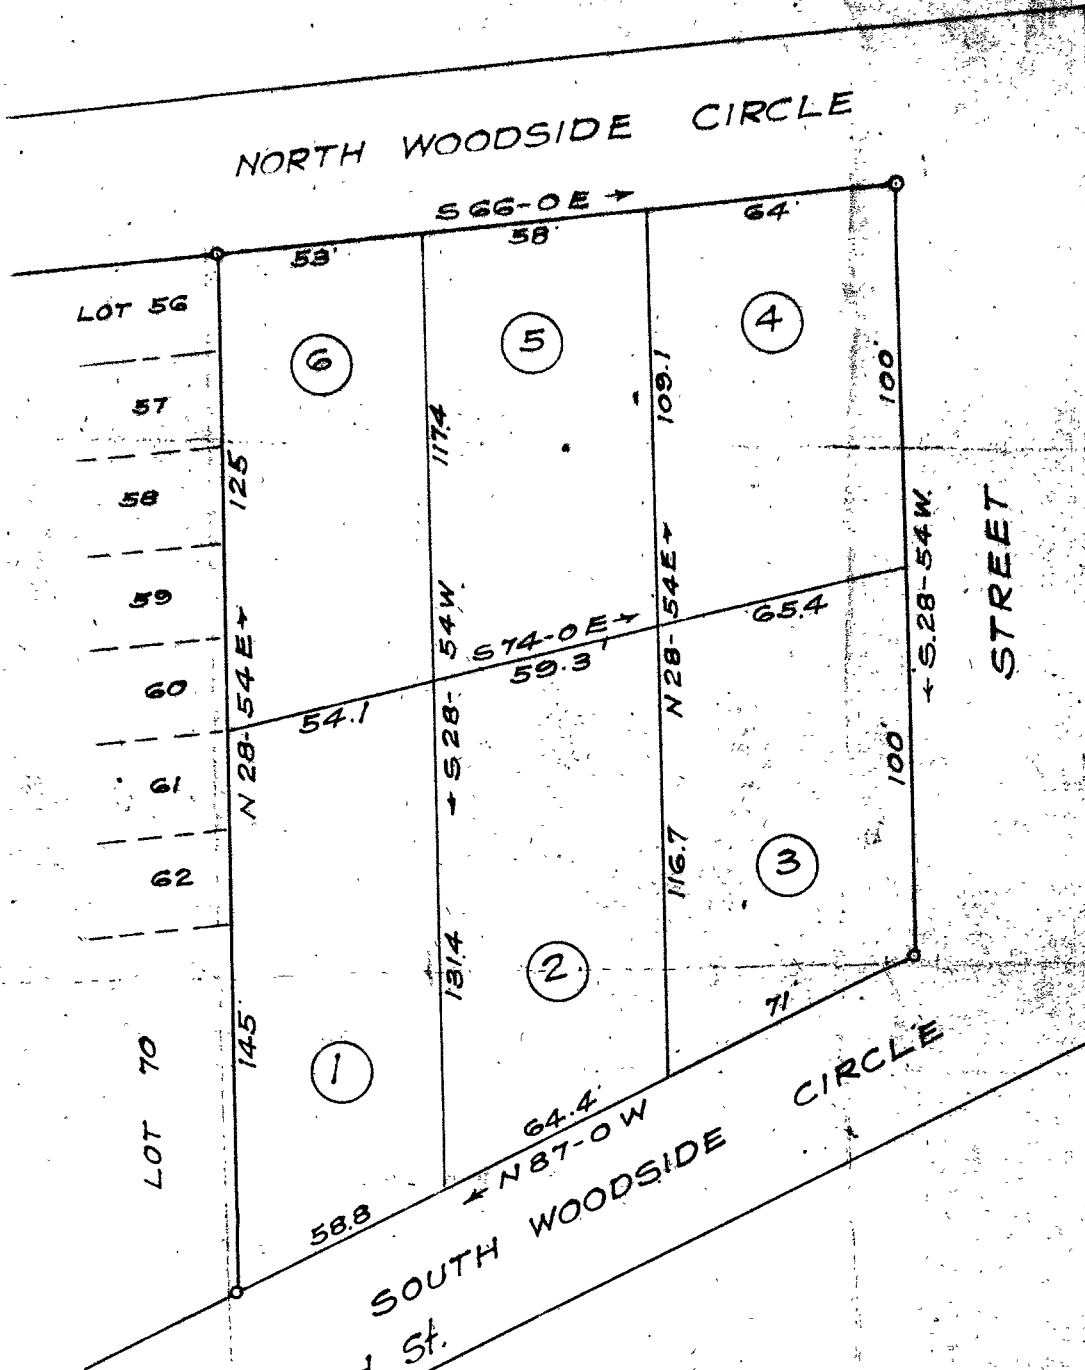 NORTH WOODSIDE CIRCLE
S 66-0 E →
53'
58'
64'
LOT 56
57
58
59
60
61
62
LOT 70
6
5
4
125'
117.4
109.1
100'
N 28-54 E →
← S 28-54 W.
N 28-54 E →
← S. 28-54 W.
STREET
S 74-0 E →
54.1
59.3'
65.4
145'
131.4
116.7
100'
1
2
3
58.8
64.4'
71'
← N 87-0 W
SOUTH WOODSIDE CIRCLE
St.